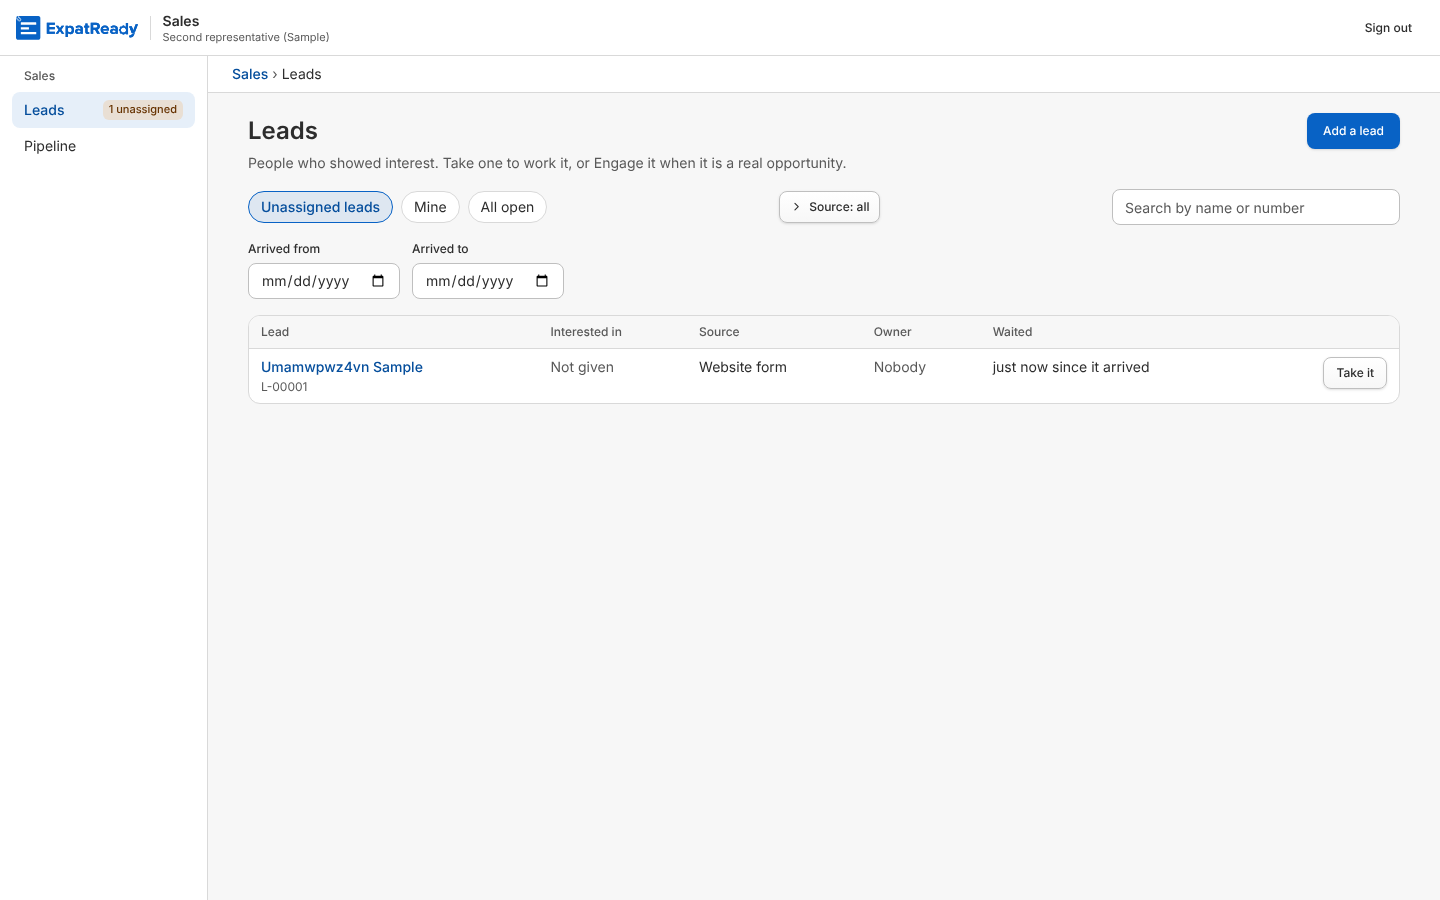 ExpatReady
Sales
Second representative (Sample)
Sign out
Sales
Leads
1 unassigned
Pipeline
Sales › Leads
Leads
Add a lead
People who showed interest. Take one to work it, or Engage it when it is a real opportunity.
Unassigned leads
Mine
All open
Source: all
Search by name or number
Arrived from
Arrived to
mm/dd/yyyy
mm/dd/yyyy
Lead
Interested in
Source
Owner
Waited
Umamwpwz4vn Sample
Not given
Website form
Nobody
just now since it arrived
Take it
L-00001